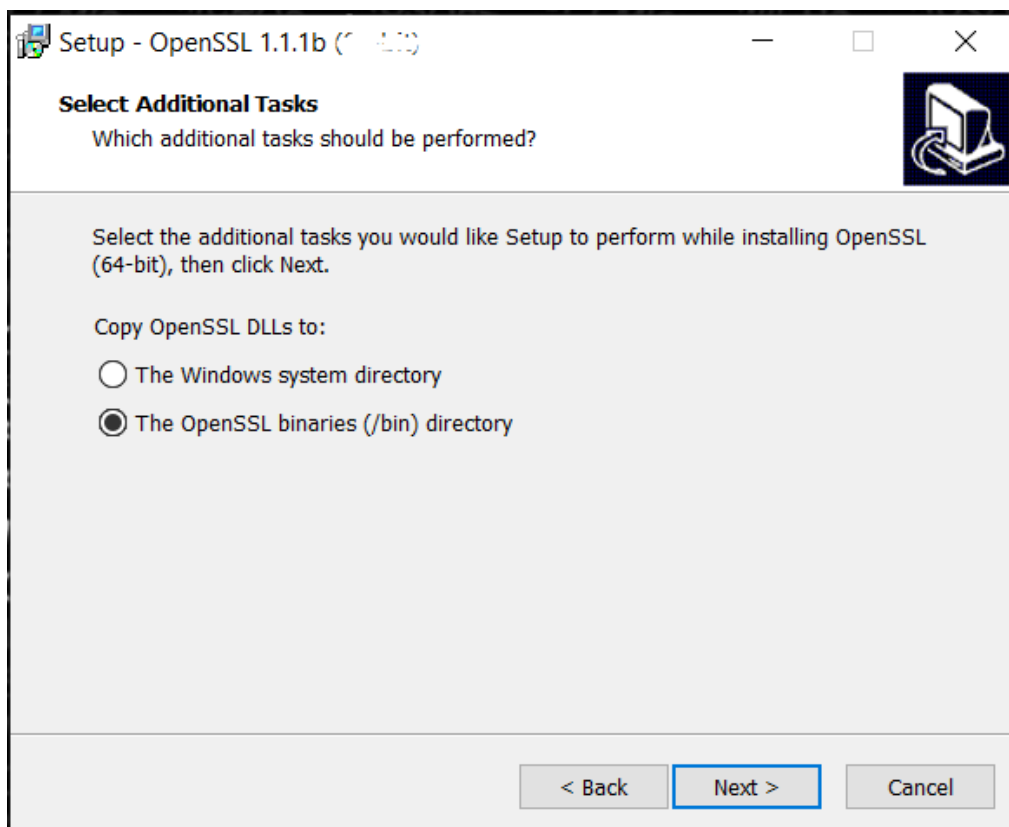 Setup - OpenSSL 1.1.1b
Select Additional Tasks
Which additional tasks should be performed?
Select the additional tasks you would like Setup to perform while installing OpenSSL
(64-bit), then click Next.
Copy OpenSSL DLLs to:
The Windows system directory
The OpenSSL binaries (/bin) directory
< Back
Next >
Cancel